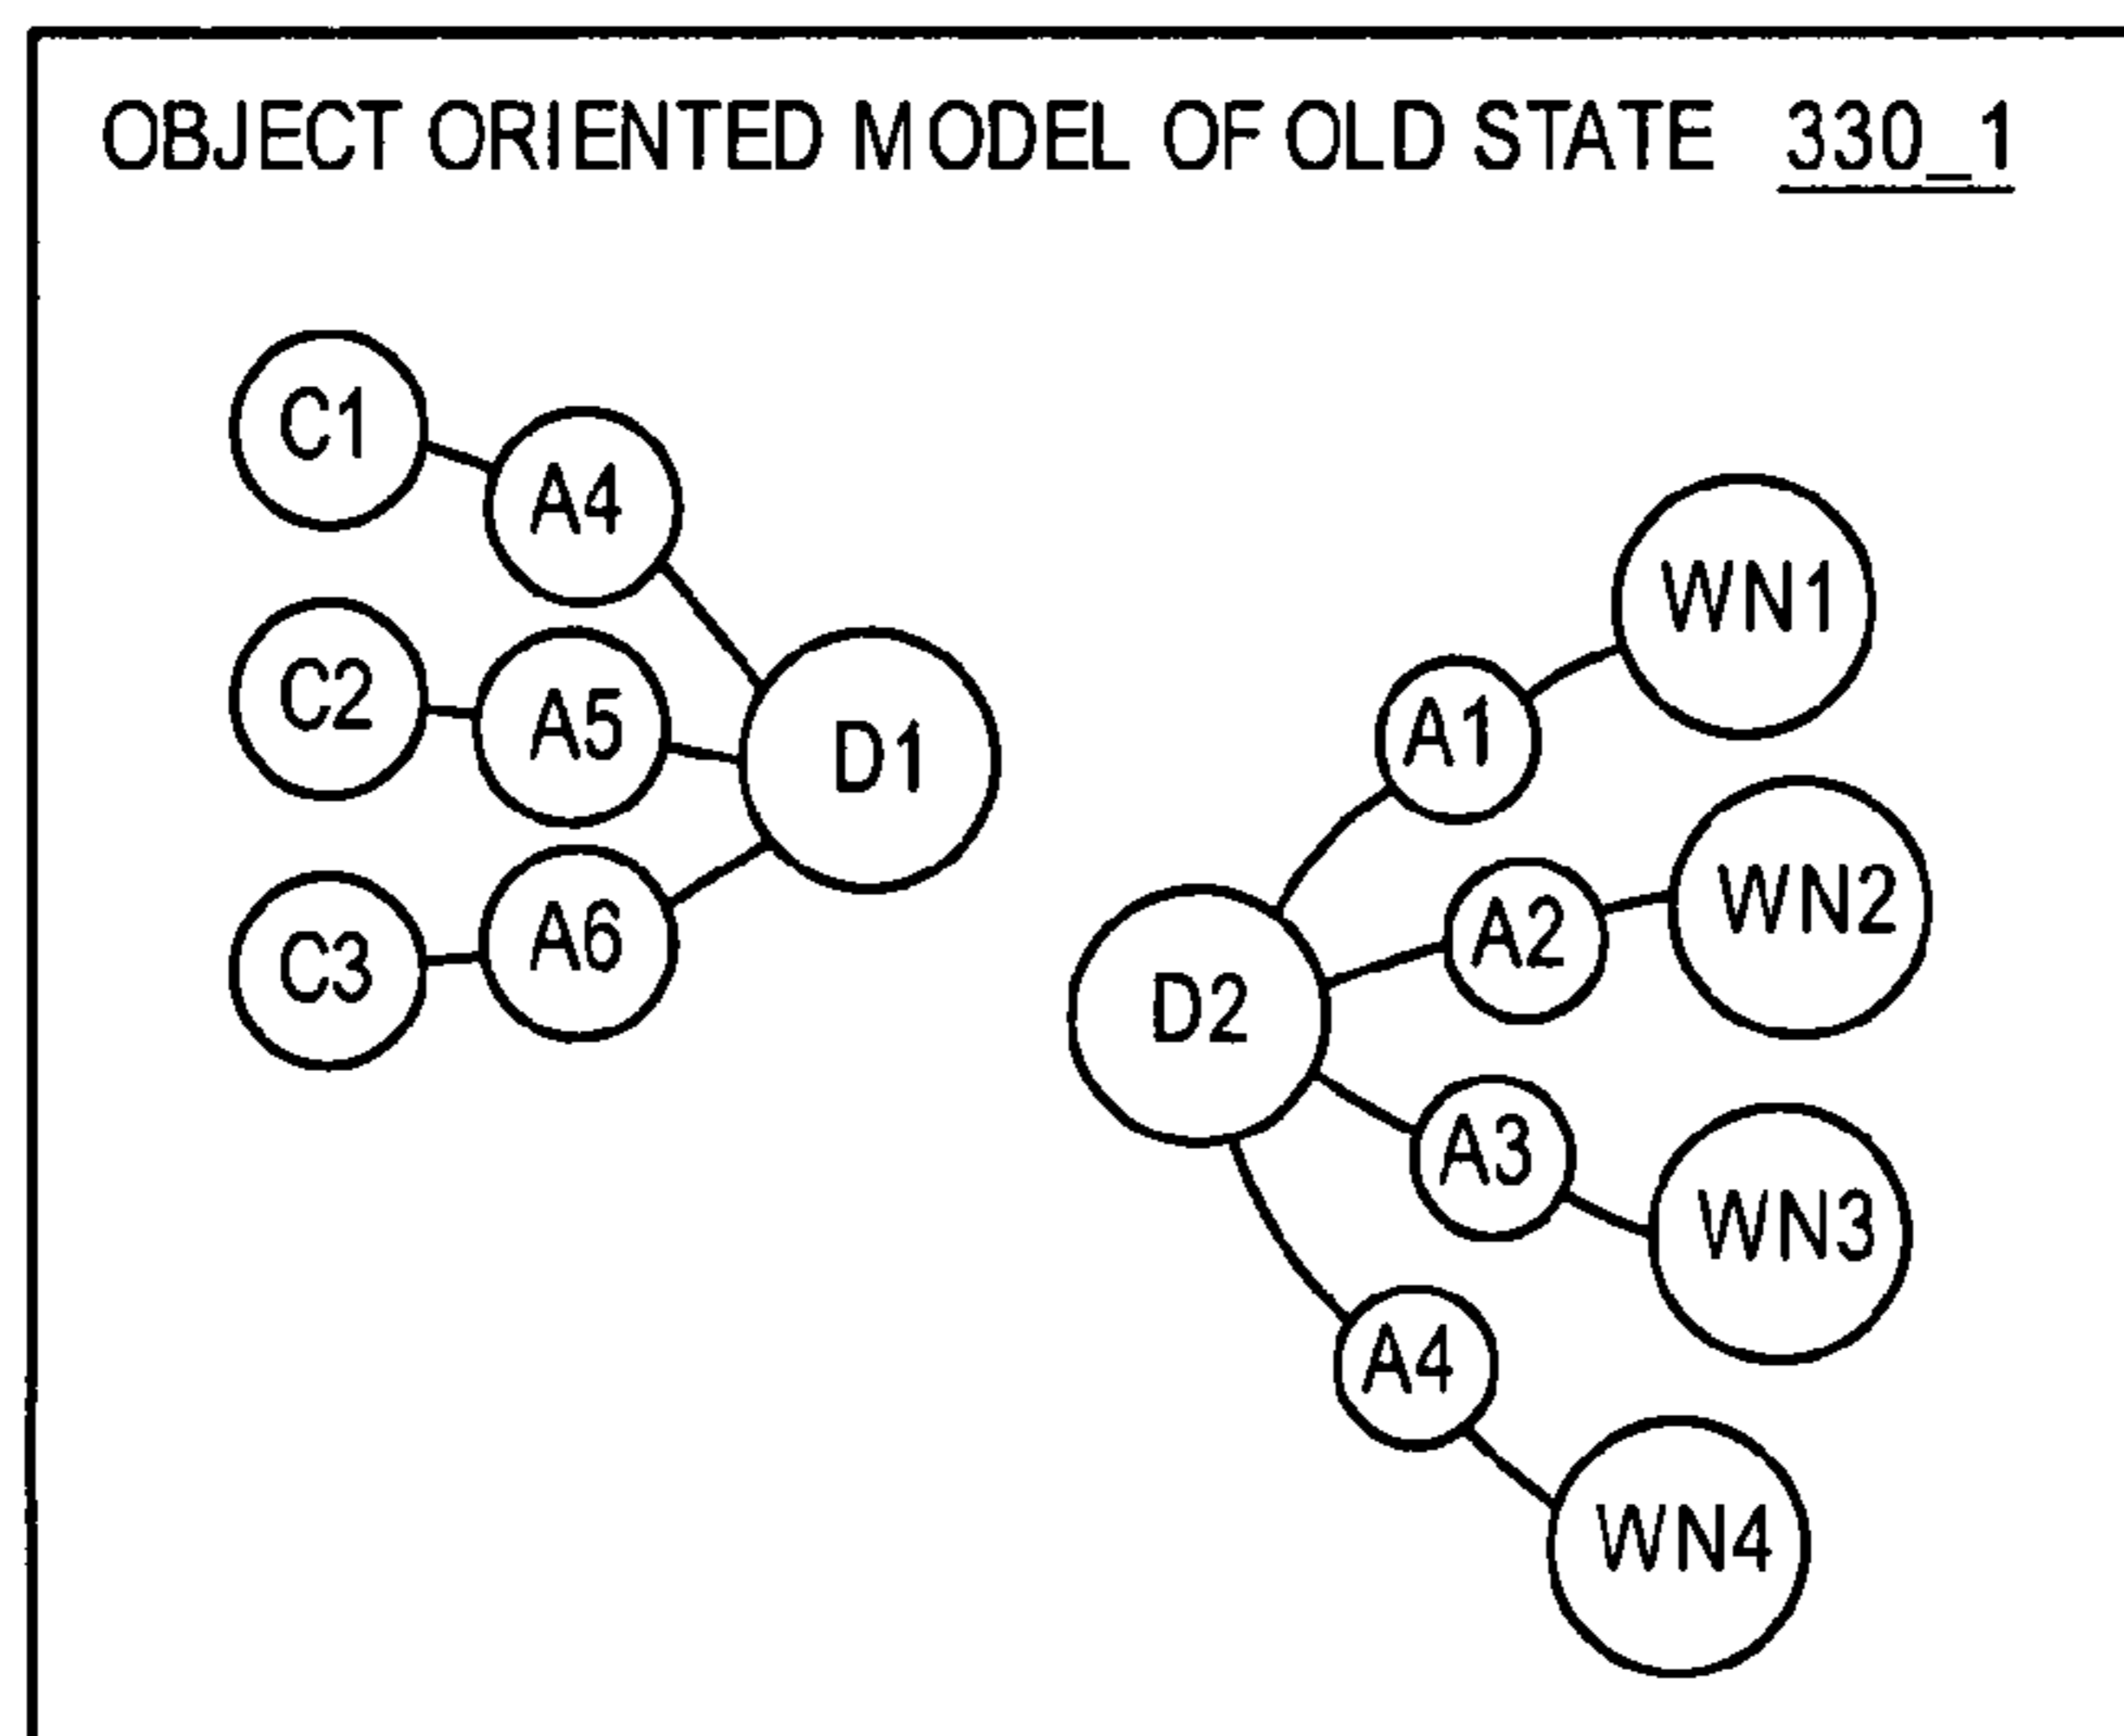 OBJECT ORIENTED MODEL OF OLD STATE 330_1
C1
A4
C2
A5
D1
C3
A6
WN1
A1
WN2
A2
D2
A3
WN3
A4
WN4